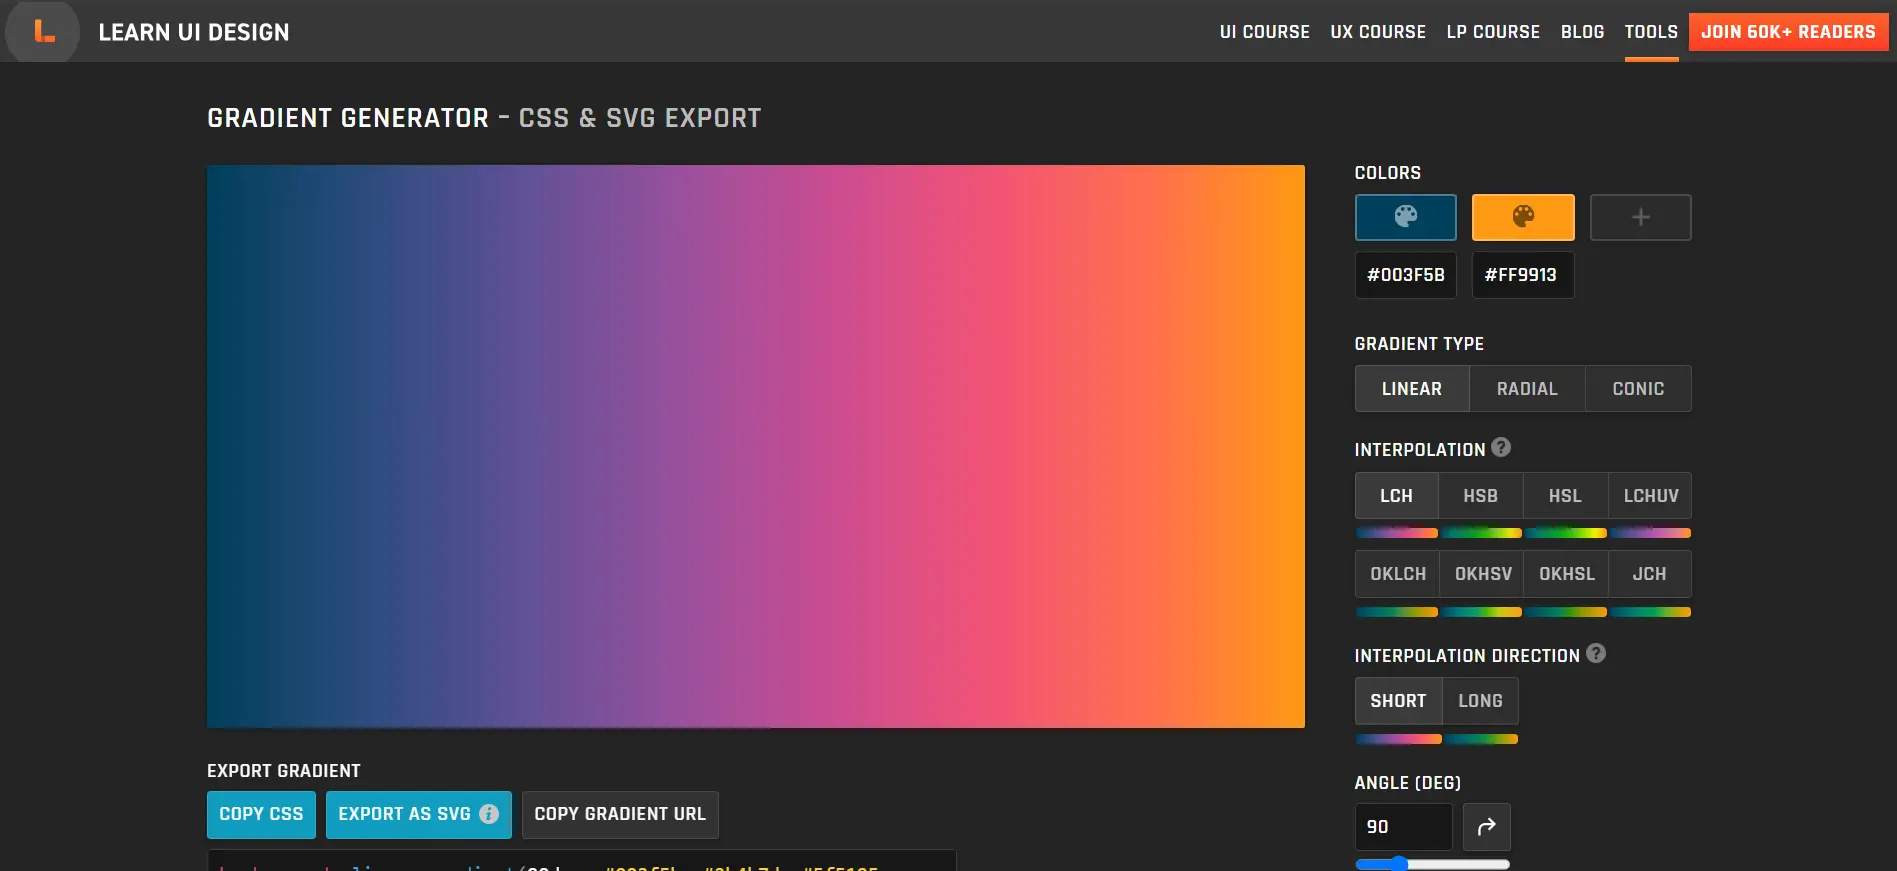 LEARN UI DESIGN
UI COURSE UX COURSE LP COURSE BLOG TOOLS JOIN 60K+ READERS
GRADIENT GENERATOR – CSS & SVG EXPORT
COLORS
#003F5B #FF9913
GRADIENT TYPE
LINEAR RADIAL CONIC
INTERPOLATION ?
LCH HSB HSL LCHUV
OKLCH OKHSV OKHSL JCH
INTERPOLATION DIRECTION ?
SHORT LONG
ANGLE (DEG)
90
EXPORT GRADIENT
COPY CSS EXPORT AS SVG i COPY GRADIENT URL